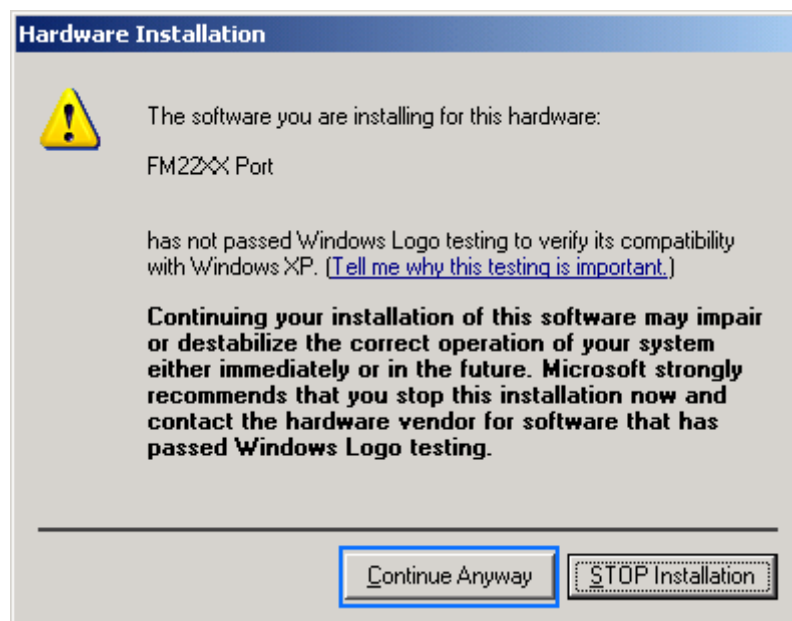 Hardware Installation
The software you are installing for this hardware:
FM22XX Port
has not passed Windows Logo testing to verify its compatibility
with Windows XP. (Tell me why this testing is important.)
Continuing your installation of this software may impair
or destabilize the correct operation of your system
either immediately or in the future. Microsoft strongly
recommends that you stop this installation now and
contact the hardware vendor for software that has
passed Windows Logo testing.
Continue Anyway
STOP Installation